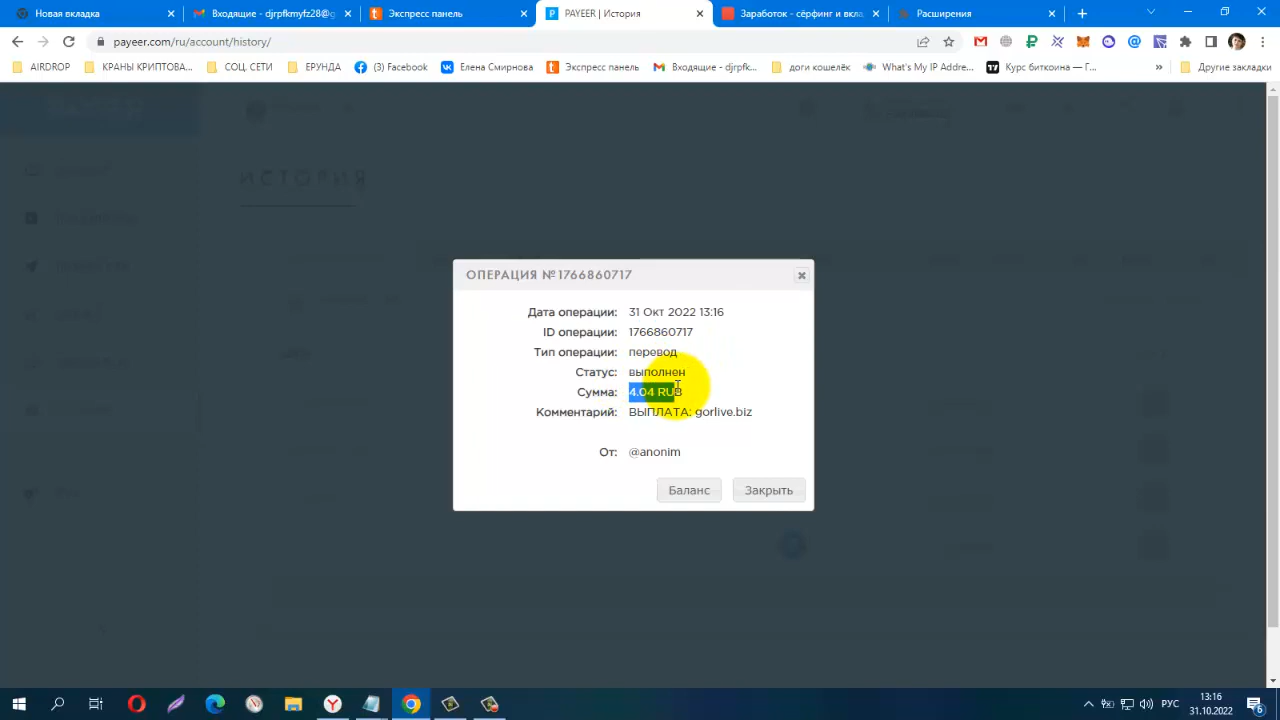 Новая вкладка
Входящие - djrpfkmyfz28@g
Экспресс панель
PAYEER | История
Заработок - сёрфинг и вкла
Расширения
payeer.com/ru/account/history/
AIRDROP
КРАНЫ КРИПТОВА...
СОЦ. СЕТИ
ЕРУНДА
(3) Facebook
Елена Смирнова
Экспресс панель
Входящие - djrpfk...
доги кошелёк
What's My IP Addre...
Курс биткоина — Г...
»
Другие закладки
ИСТОРИЯ
ОПЕРАЦИЯ №1766860717
Дата операции: 31 Окт 2022 13:16
ID операции: 1766860717
Тип операции: перевод
Статус: выполнен
Сумма: 4.04 RUB
Комментарий: ВЫПЛАТА: gorlive.biz
От: @anonim
Баланс
Закрыть
РУС
13:16
31.10.2022
6